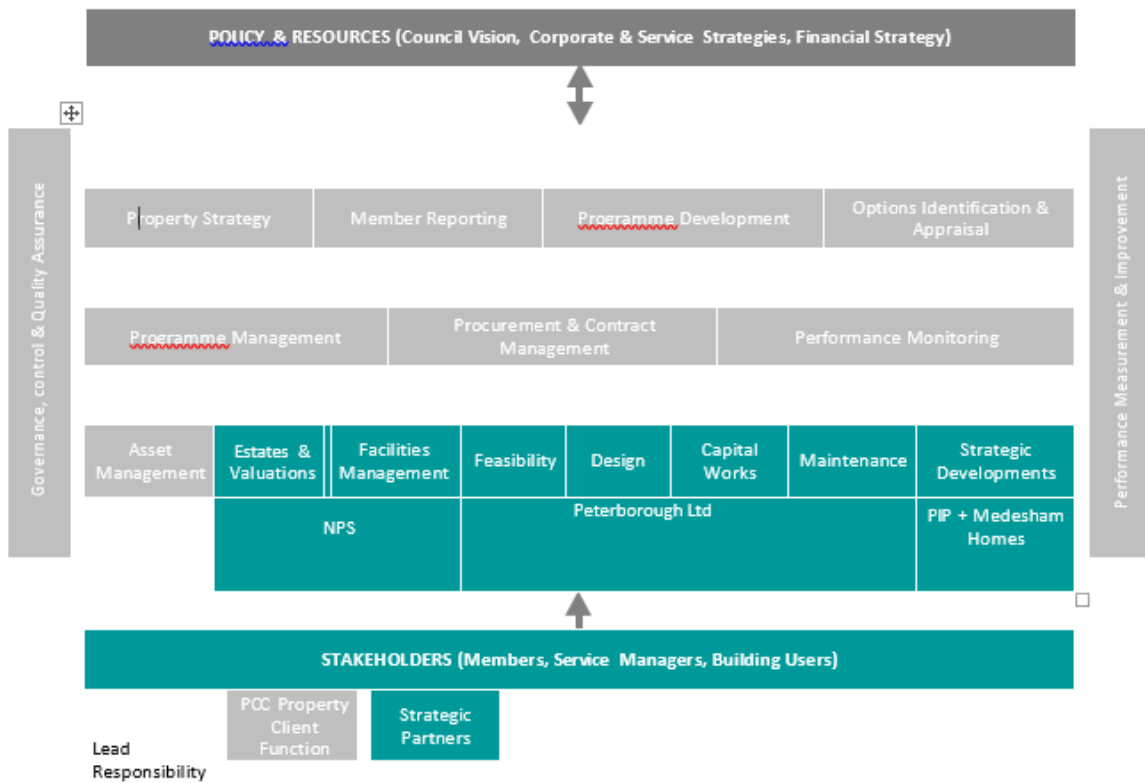 POLICY & RESOURCES (Council Vision, Corporate & Service Strategies, Financial Strategy)
Governance, control & Quality Assurance
Property Strategy
Member Reporting
Programme Development
Options Identification &
Appraisal
Programme Management
Procurement & Contract
Management
Performance Monitoring
Asset
Management
Estates &
Valuations
Facilities
Management
Feasibility
Design
Capital
Works
Maintenance
Strategic
Developments
NPS
Peterborough Ltd
PIP + Medesham
Homes
Performance Measurement & Improvement
STAKEHOLDERS (Members, Service Managers, Building Users)
Lead
Responsibility
PCC Property
Client
Function
Strategic
Partners